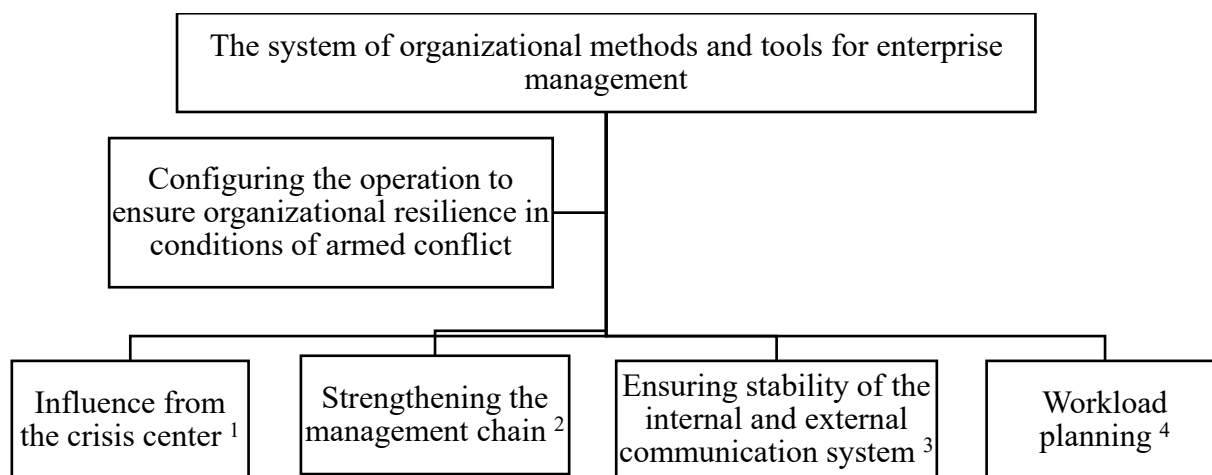 The system of organizational methods and tools for enterprise
management
Configuring the operation to
ensure organizational resilience in
conditions of armed conflict
Influence from
the crisis center ¹
Strengthening the
management chain ²
Ensuring stability of the
internal and external
communication system ³
Workload
planning ⁴